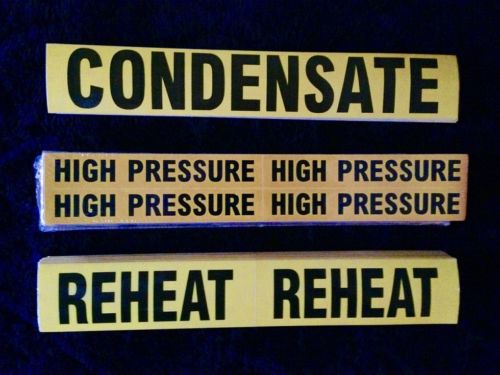 CONDENSATE
HIGH PRESSURE HIGH PRESSURE
HIGH PRESSURE HIGH PRESSURE
REHEAT REHEAT